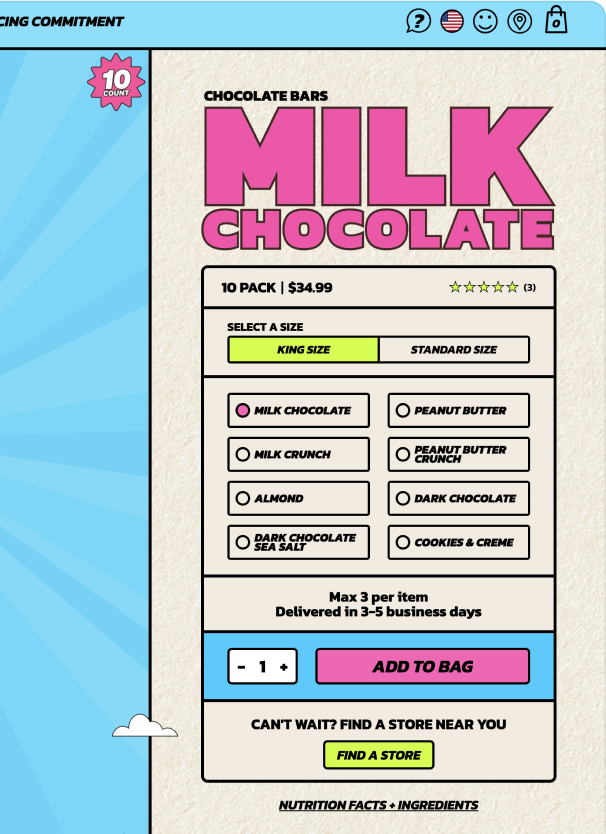 CING COMMITMENT
?
0
10
COUNT
CHOCOLATE BARS
MILK
CHOCOLATE
10 PACK | $34.99
(3)
SELECT A SIZE
KING SIZE
STANDARD SIZE
MILK CHOCOLATE
PEANUT BUTTER
MILK CRUNCH
PEANUT BUTTER
CRUNCH
ALMOND
DARK CHOCOLATE
DARK CHOCOLATE
SEA SALT
COOKIES & CREME
Max 3 per item
Delivered in 3-5 business days
- 1 +
ADD TO BAG
CAN'T WAIT? FIND A STORE NEAR YOU
FIND A STORE
NUTRITION FACTS + INGREDIENTS